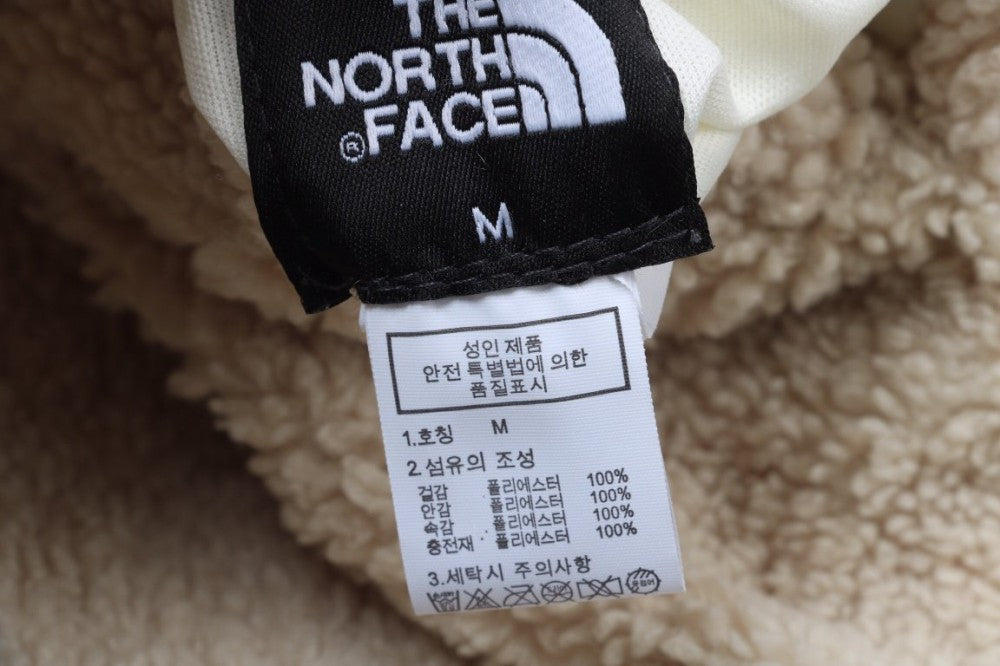 THE
NORTH
FACE
®
M
성인 제품
안전 특별법에 의한
품질표시
1.호칭 M
2.섬유의 조성
겉감 폴리에스터 100%
안감 폴리에스터 100%
속감 폴리에스터 100%
충전재 폴리에스터 100%
3.세탁시 주의사항